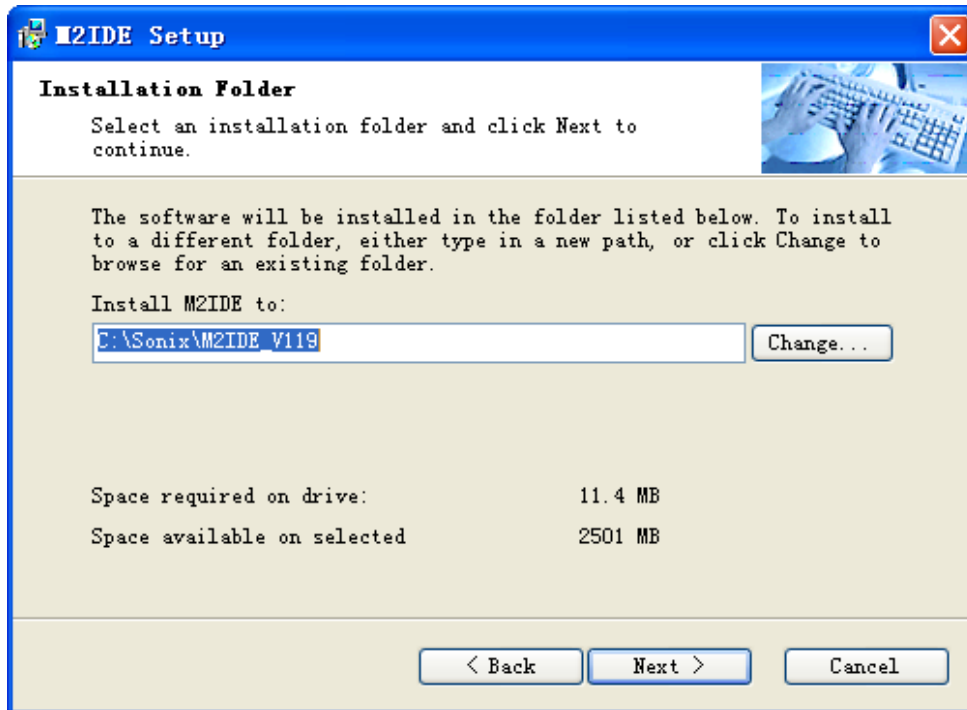 M2IDE Setup
Installation Folder
Select an installation folder and click Next to
continue.
The software will be installed in the folder listed below. To install
to a different folder, either type in a new path, or click Change to
browse for an existing folder.
Install M2IDE to:
C:\Sonix\M2IDE_V119
Change...
Space required on drive: 11.4 MB
Space available on selected 2501 MB
< Back Next > Cancel